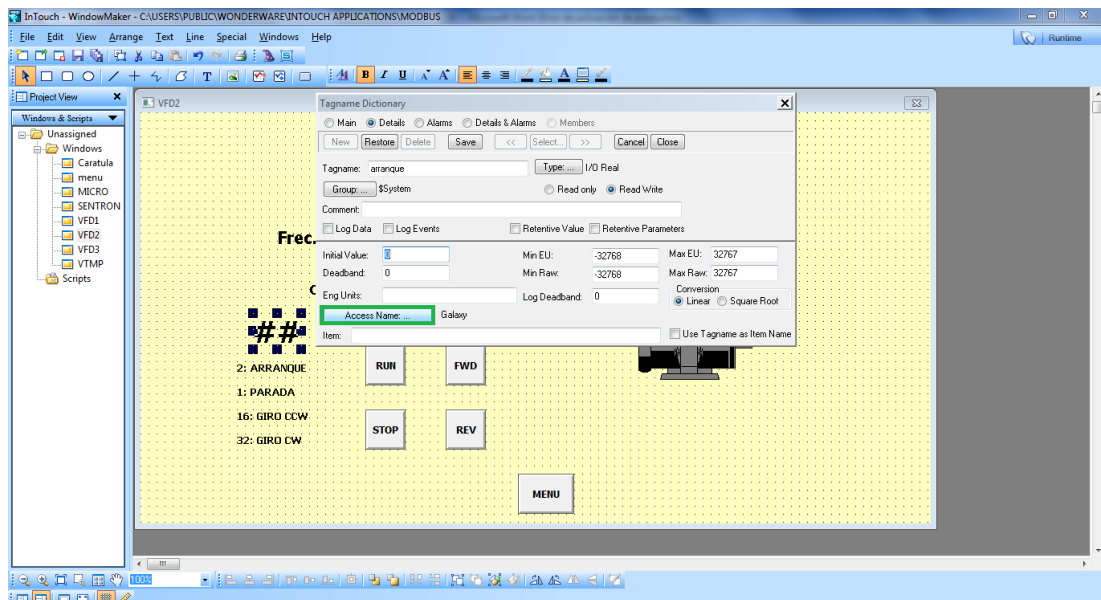 InTouch - WindowMaker - C:\USERS\PUBLIC\WONDERWARE\INTOUCH APPLICATIONS\MODBUS
File Edit View Arrange Text Line Special Windows Help
Runtime
T
B I U A A A
Project View
Windows & Scripts
Unassigned
Windows
Caratula
menu
MICRO
SENTRON
VFD1
VFD2
VFD3
VTMP
Scripts
VFD2
Tagname Dictionary
Main Details Alarms Details & Alarms Members
New Restore Delete Save << Select... >> Cancel Close
Tagname: arranque Type: ... I/O Real
Group: ... $System Read only Read Write
Comment:
Log Data Log Events Retentive Value Retentive Parameters
Initial Value: 0 Min EU: -32768 Max EU: 32767
Deadband: 0 Min Raw: -32768 Max Raw: 32767
Eng Units: Log Deadband: 0 Conversion
Linear Square Root
Access Name: ... Galaxy
Item: Use Tagname as Item Name
Frec.
##
2: ARRANQUE
1: PARADA
16: GIRO CCW
32: GIRO CW
RUN FWD
STOP REV
MENU
100%